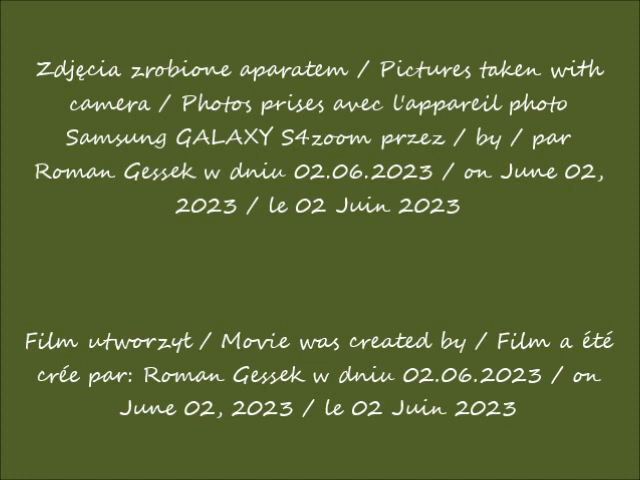 Zdjęcia zrobione aparatem / Pictures taken with
camera / Photos prises avec l'appareil photo
Samsung GALAXY S4zoom przez / by / par
Roman Gessek w dniu 02.06.2023 / on June 02,
2023 / le 02 Juin 2023
Film utworzył / Movie was created by / Film a été
crée par: Roman Gessek w dniu 02.06.2023 / on
June 02, 2023 / le 02 Juin 2023